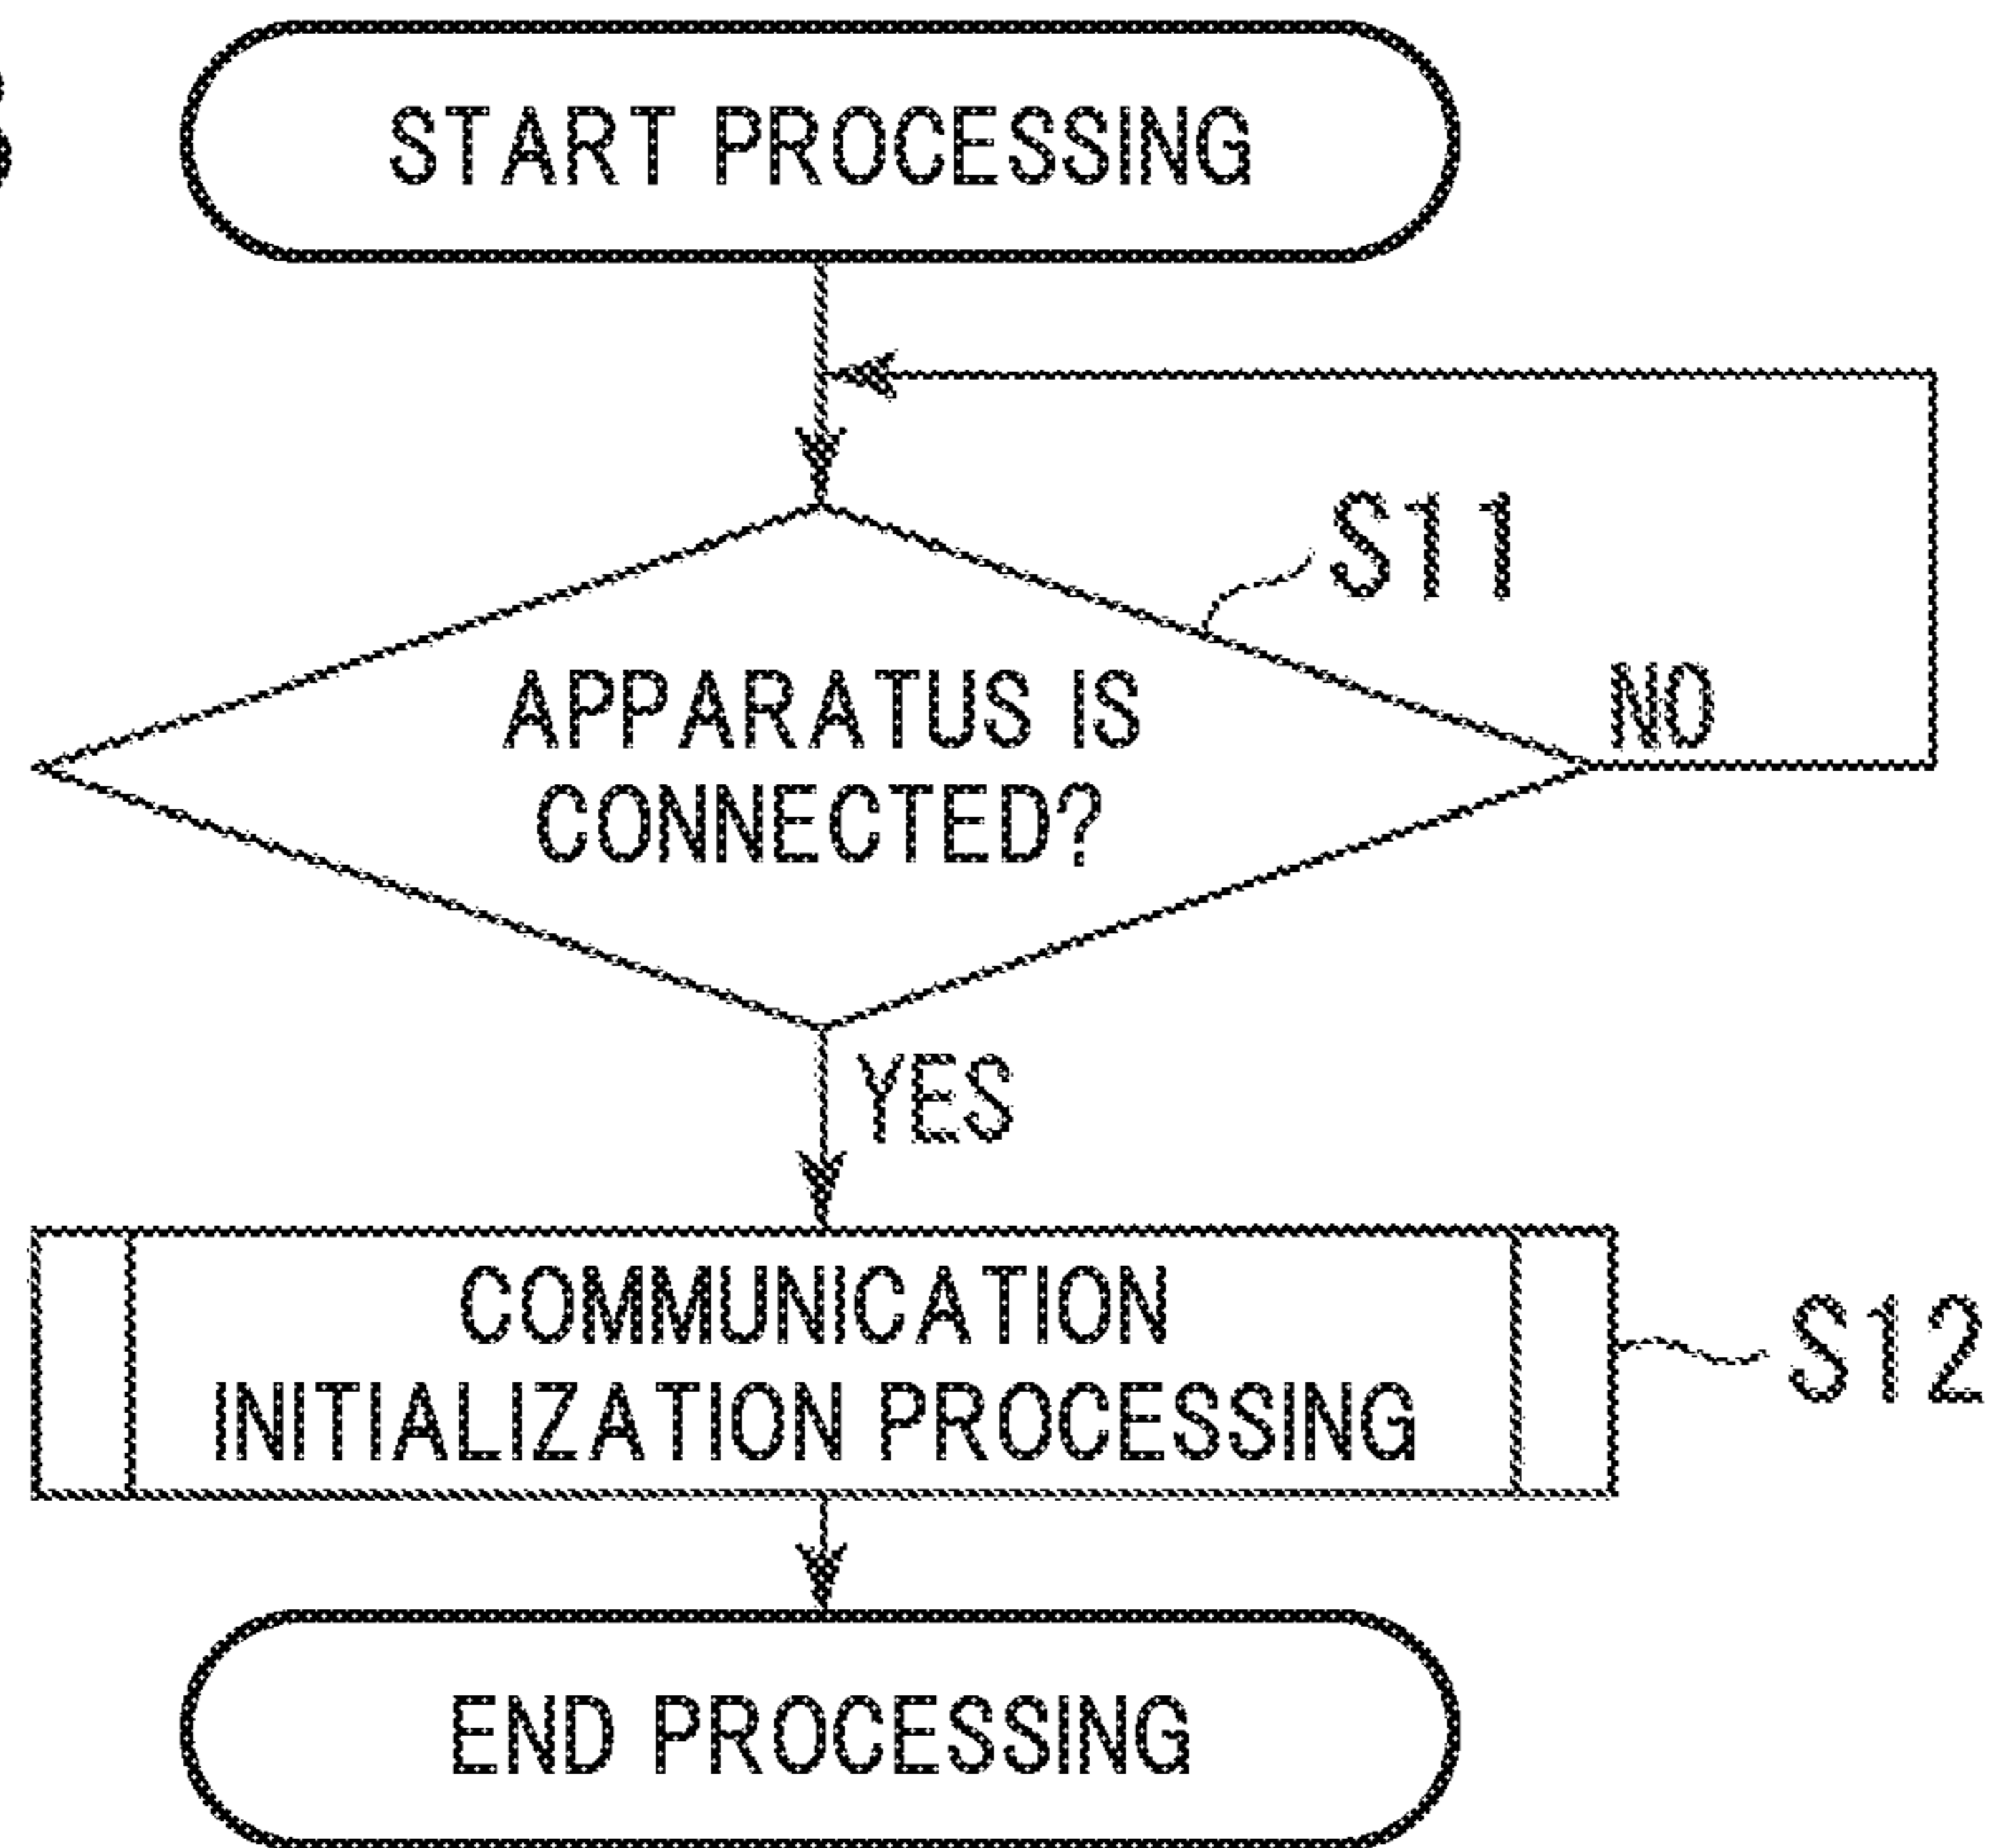 START PROCESSING
S11
APPARATUS IS
CONNECTED?
NO
YES
COMMUNICATION
INITIALIZATION PROCESSING
S12
END PROCESSING